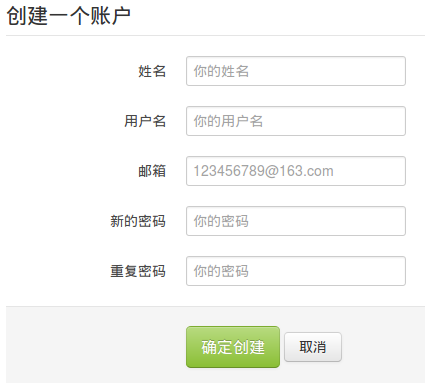 创建一个账户
姓名 你的姓名
用户名 你的用户名
邮箱 123456789@163.com
新的密码 你的密码
重复密码 你的密码
确定创建 取消